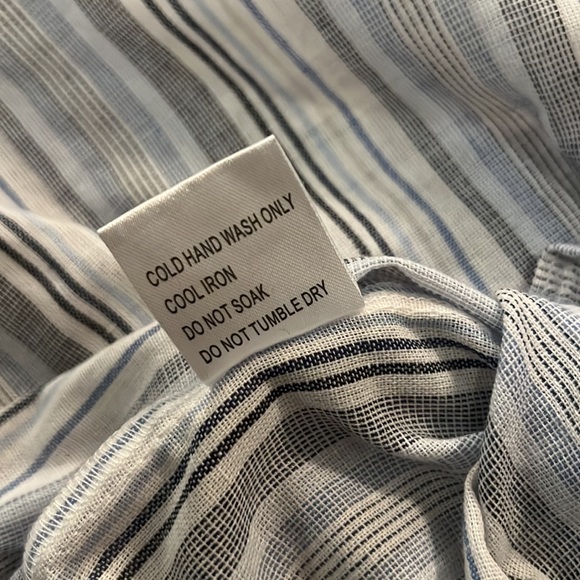 COLD HAND WASH ONLY
COOL IRON
DO NOT SOAK
DO NOT TUMBLE DRY